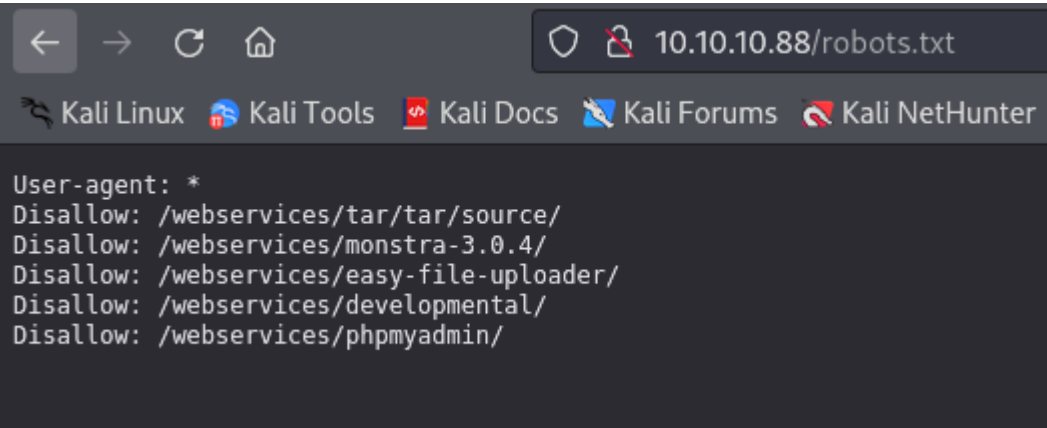 10.10.10.88/robots.txt
Kali Linux Kali Tools Kali Docs Kali Forums Kali NetHunter
User-agent: *
Disallow: /webservices/tar/tar/source/
Disallow: /webservices/monstra-3.0.4/
Disallow: /webservices/easy-file-uploader/
Disallow: /webservices/developmental/
Disallow: /webservices/phpmyadmin/